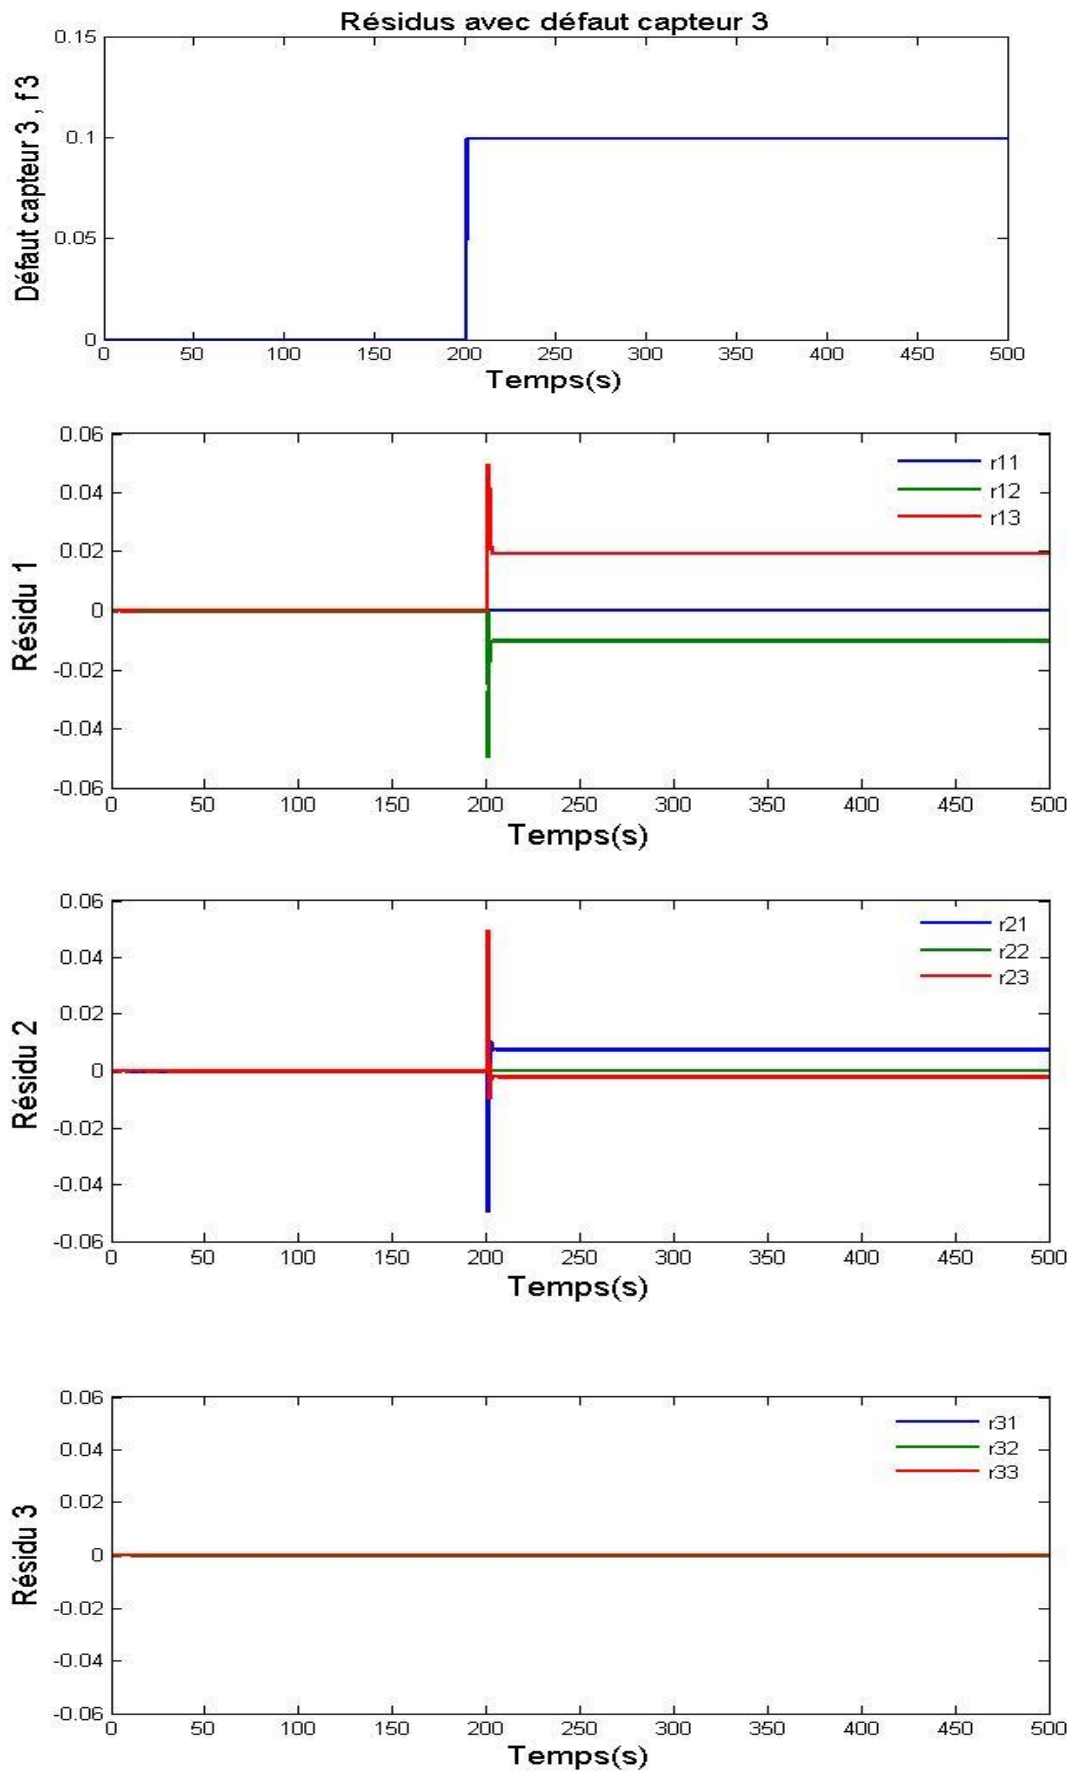 Résidus avec défaut capteur 3
Défaut capteur 3 , f3
0.15
0.1
0.05
0
0 50 100 150 200 250 300 350 400 450 500
Temps(s)
Résidu 1
0.06
0.04
0.02
0
-0.02
-0.04
-0.06
r11
r12
r13
0 50 100 150 200 250 300 350 400 450 500
Temps(s)
Résidu 2
0.06
0.04
0.02
0
-0.02
-0.04
-0.06
r21
r22
r23
0 50 100 150 200 250 300 350 400 450 500
Temps(s)
Résidu 3
0.06
0.04
0.02
0
-0.02
-0.04
-0.06
r31
r32
r33
0 50 100 150 200 250 300 350 400 450 500
Temps(s)